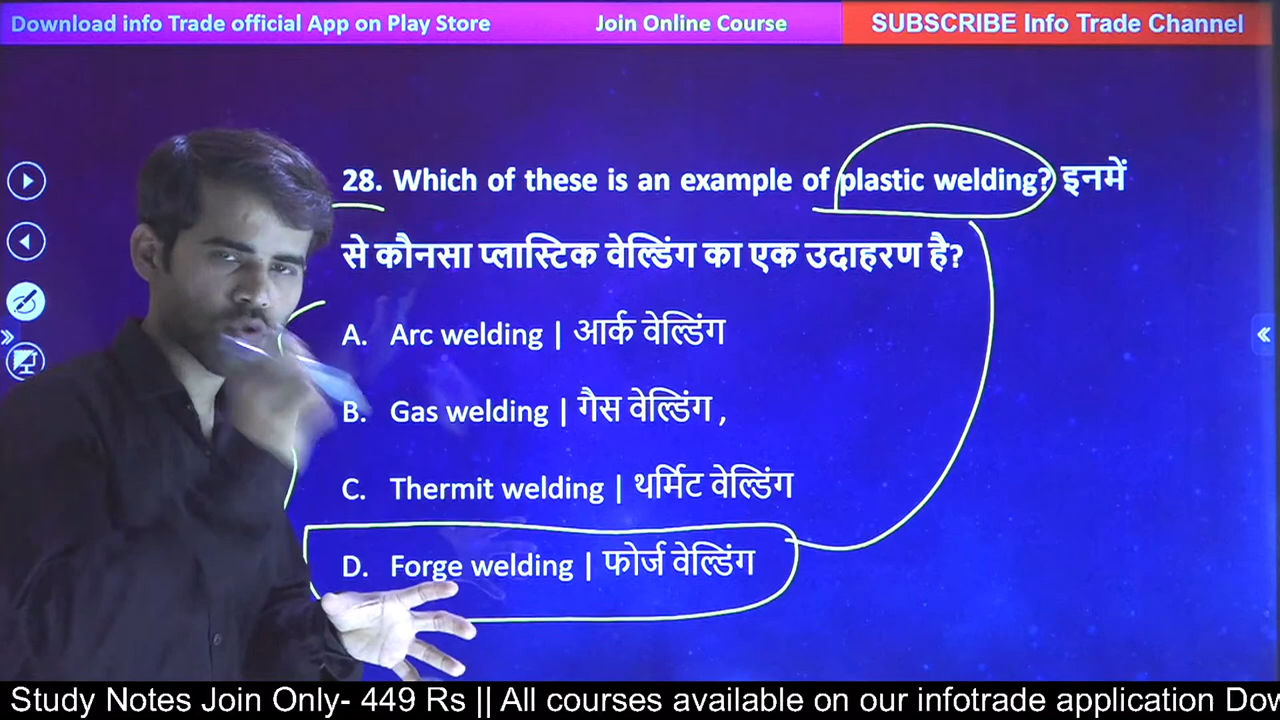 Download info Trade official App on Play Store
Join Online Course
SUBSCRIBE Info Trade Channel
28. Which of these is an example of plastic welding? इनमें
से कौनसा प्लास्टिक वेल्डिंग का एक उदाहरण है?
A. Arc welding | आर्क वेल्डिंग
B. Gas welding | गैस वेल्डिंग ,
C. Thermit welding | थर्मिट वेल्डिंग
D. Forge welding | फोर्ज वेल्डिंग
Study Notes Join Only- 449 Rs || All courses available on our infotrade application Dow